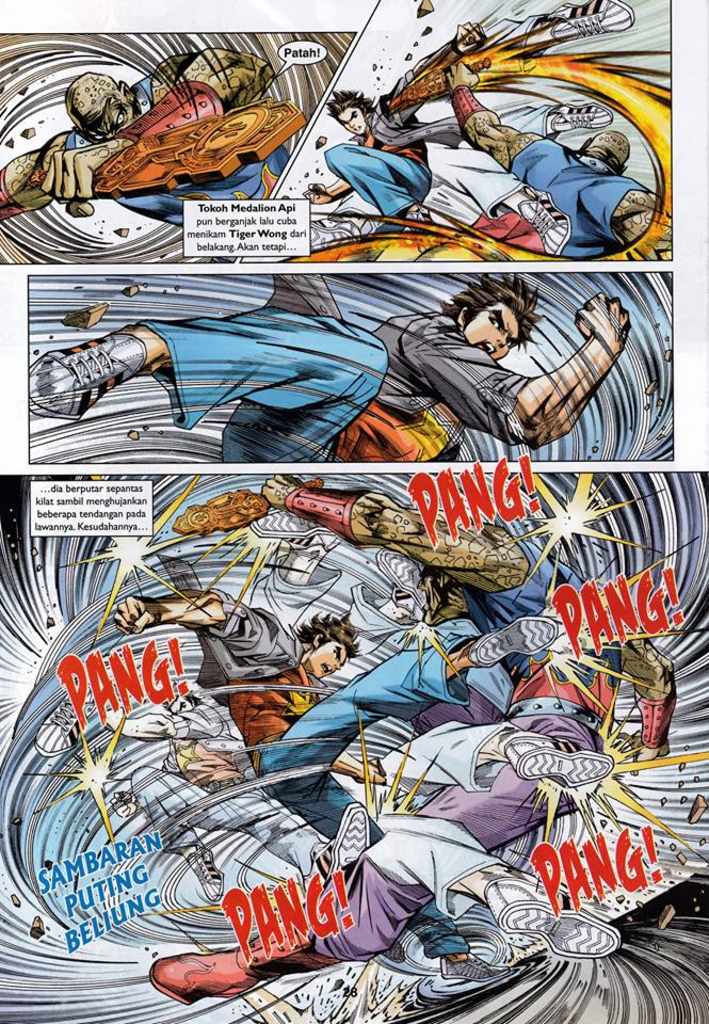 Patah!
Tokoh Medalion Api
pun berganjak lalu cuba
menikam Tiger Wong dari
belakang. Akan tetapi...
...dia berputar sepantas
kilat sambil menghujankan
beberapa tendangan pada
lawannya. Kesudahannya...
PANG!
PANG!
PANG!
SAMBARAN
PUTING
BELIUNG
PANG!
PANG!
28